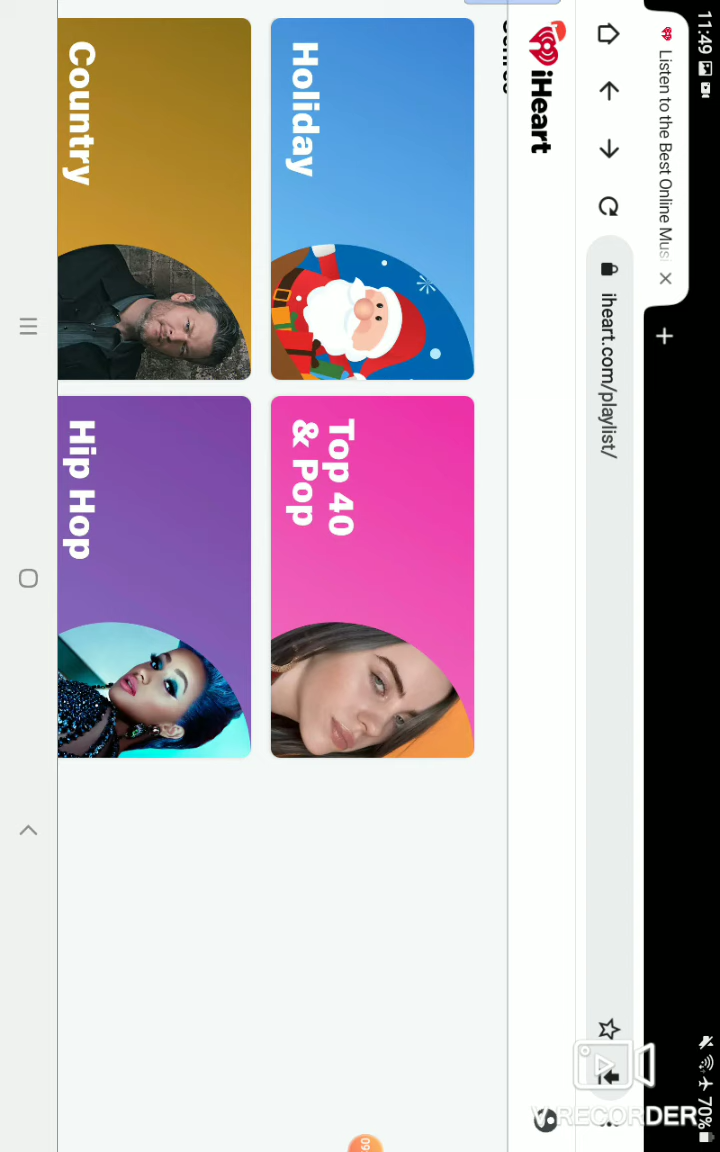 11:49
70%
Listen to the Best Online Musi
iheart.com/playlist/
iHeart
Holiday
Top 40
& Pop
Country
Hip Hop
RECORDER